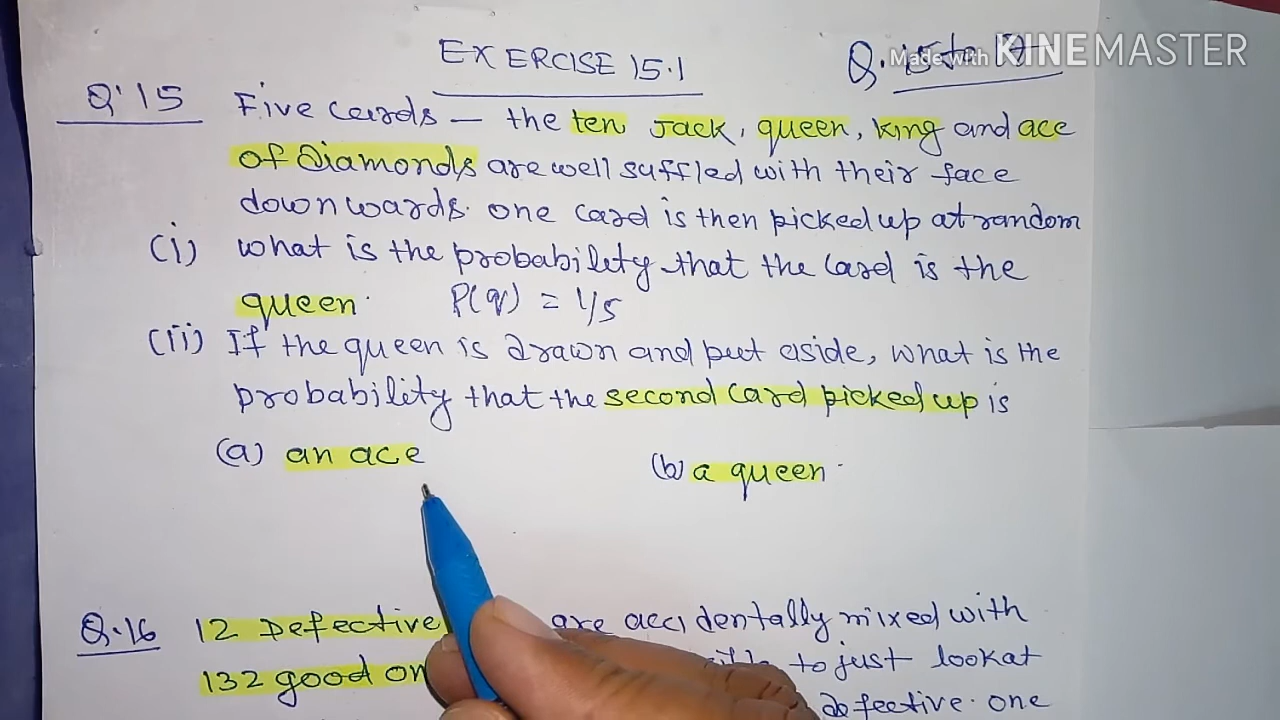 EXERCISE 15.1
Q. 15 to 17
Made with KINEMASTER
Q.15 Five cards — the ten Jack, queen, king and ace
of Diamonds are well suffled with their face
downwards. one card is then picked up at random
(i) what is the probability that the card is the
queen. P(q) = 1/5
(ii) If the queen is drawn and put aside, what is the
probability that the second card picked up is
(a) an ace (b) a queen.
Q.16 12 Defective are accidentally mixed with
132 good to just look at
defective. one